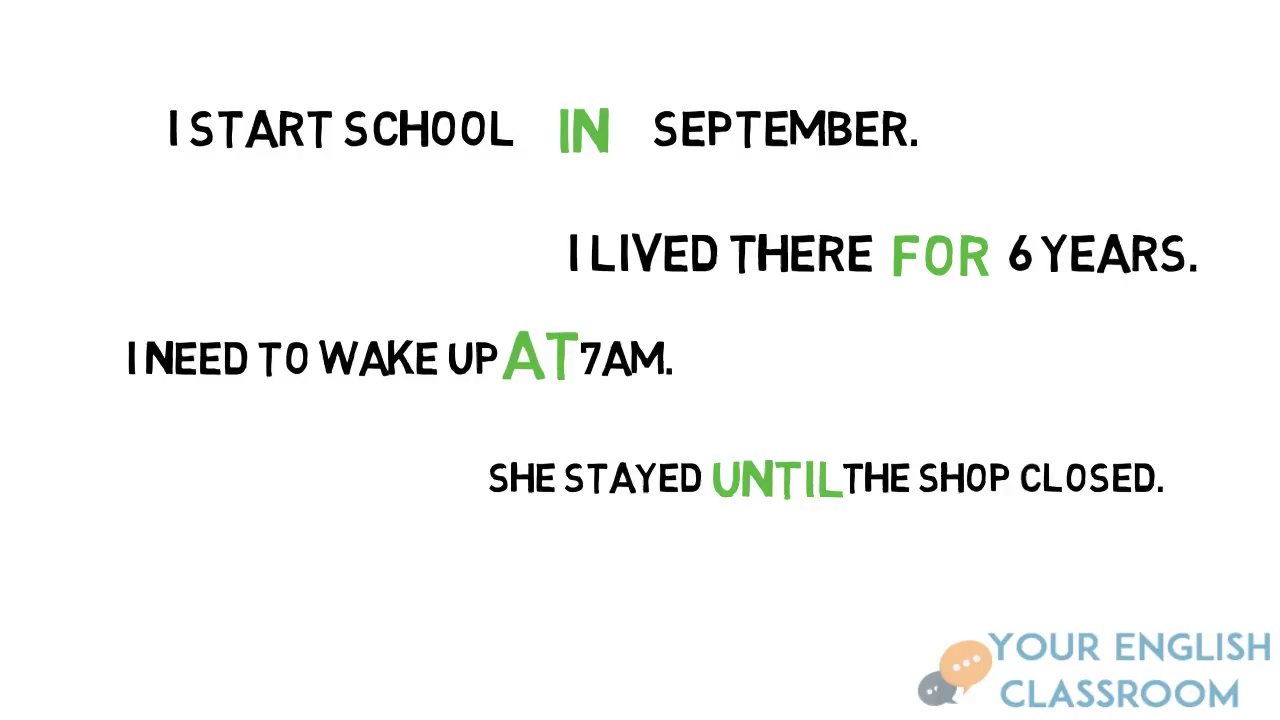 I START SCHOOL IN SEPTEMBER.
I LIVED THERE FOR 6 YEARS.
I NEED TO WAKE UP AT 7AM.
SHE STAYED UNTIL THE SHOP CLOSED.
YOUR ENGLISH
CLASSROOM